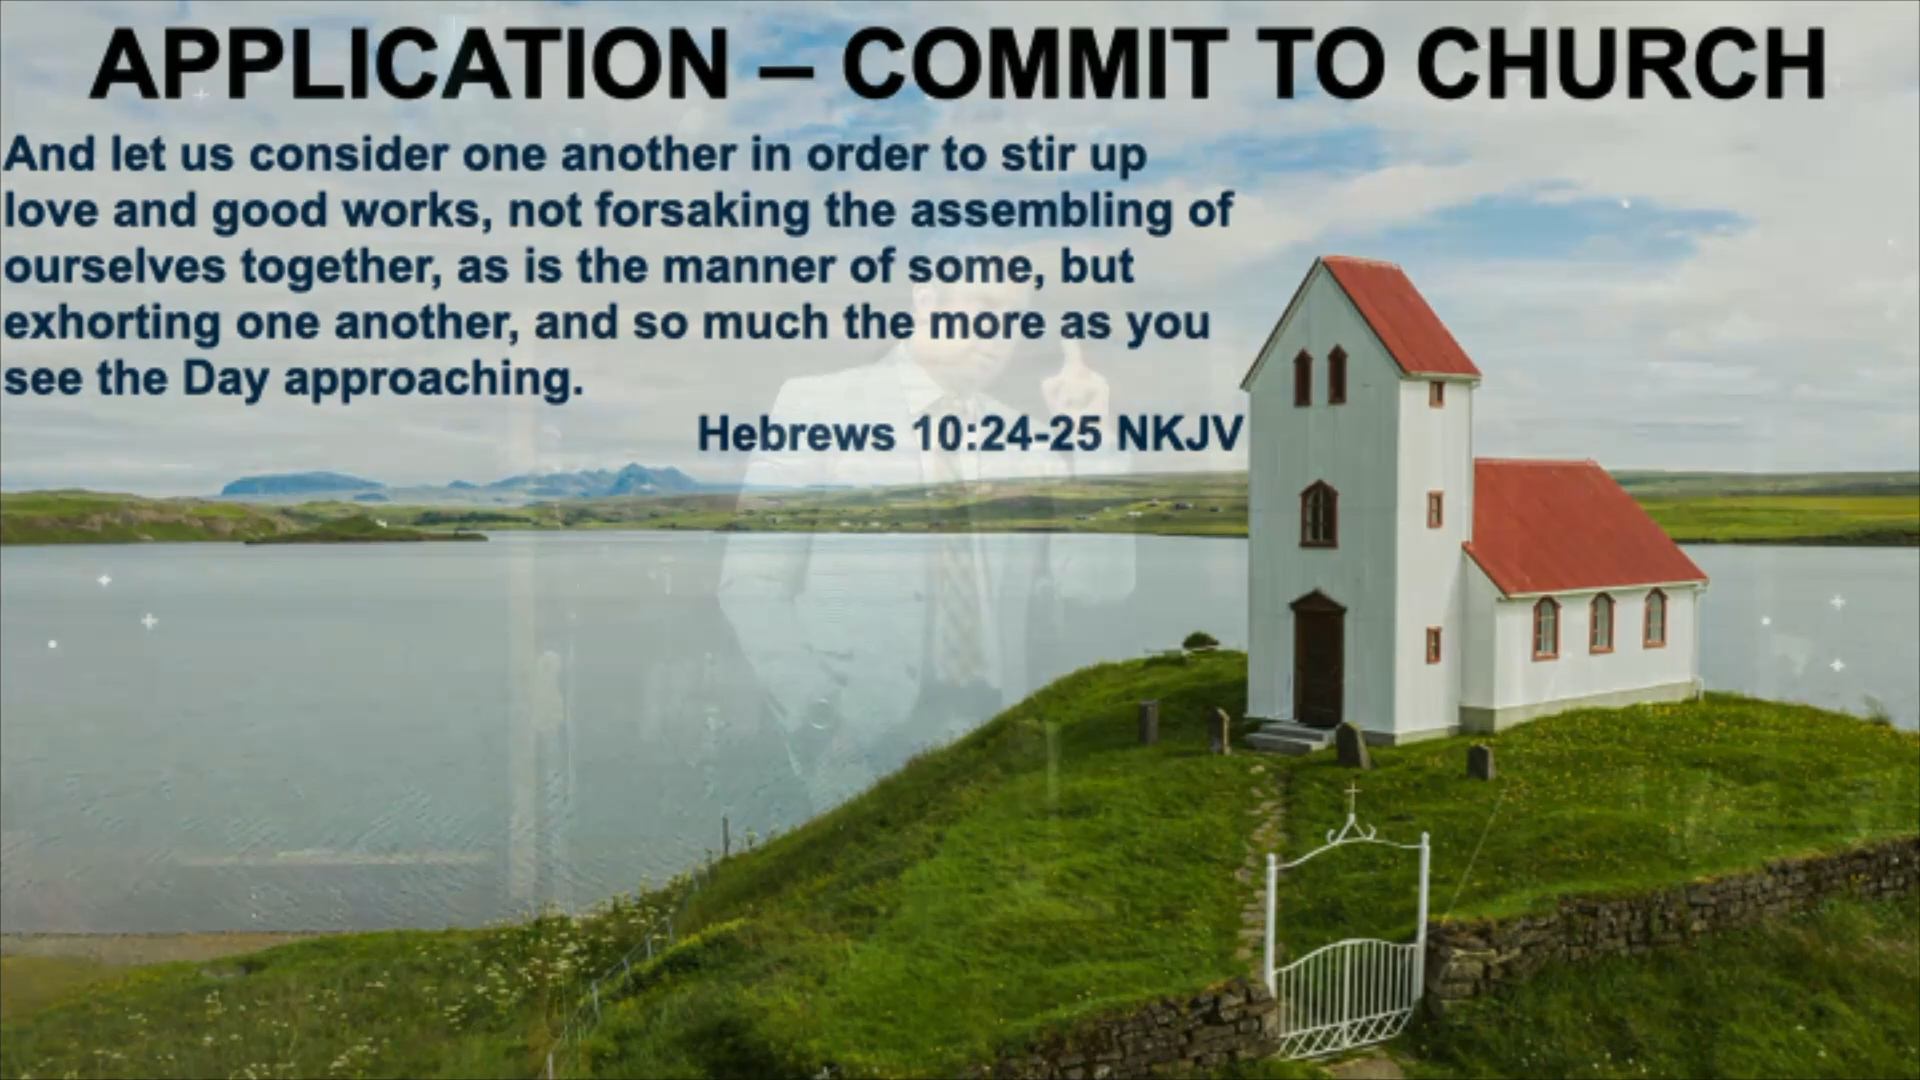 APPLICATION – COMMIT TO CHURCH
And let us consider one another in order to stir up
love and good works, not forsaking the assembling of
ourselves together, as is the manner of some, but
exhorting one another, and so much the more as you
see the Day approaching.
Hebrews 10:24-25 NKJV